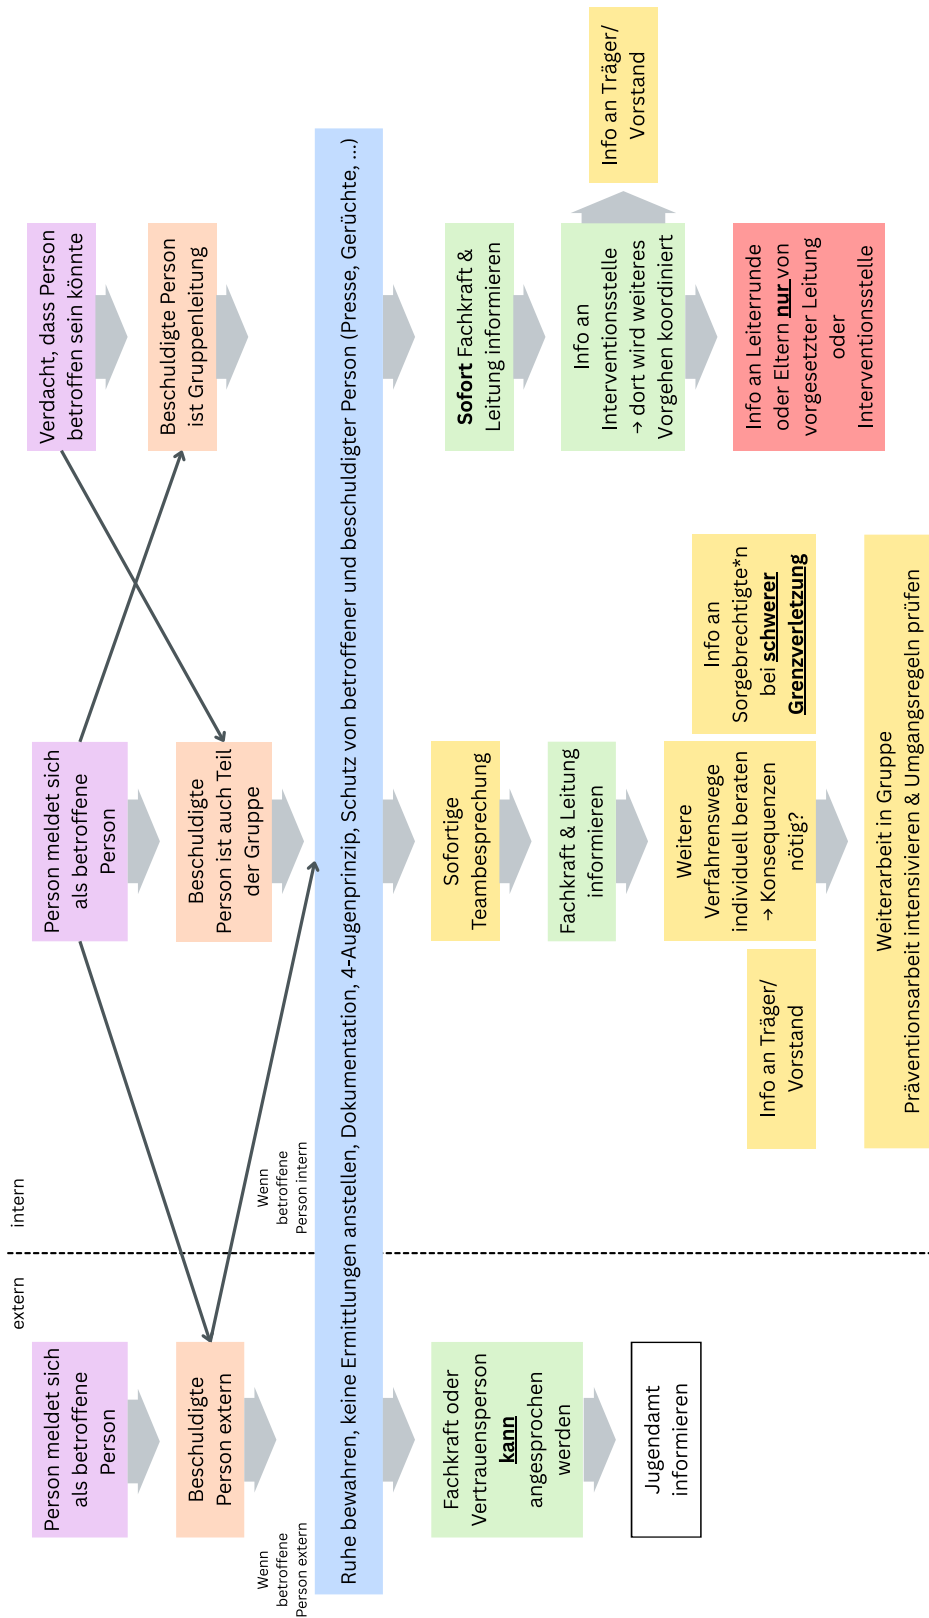 extern
intern
Person meldet sich
als betroffene
Person
Person meldet sich
als betroffene
Person
Verdacht, dass Person
betroffen sein könnte
Beschuldigte
Person extern
Beschuldigte
Person ist auch Teil
der Gruppe
Beschuldigte Person
ist Gruppenleitung
Wenn
betroffene
Person extern
Wenn
betroffene
Person intern
Ruhe bewahren, keine Ermittlungen anstellen, Dokumentation, 4-Augenprinzip, Schutz von betroffener und beschuldigter Person (Presse, Gerüchte, ...)
Fachkraft oder
Vertrauensperson
kann
angesprochen
werden
Jugendamt
informieren
Sofortige
Teambesprechung
Fachkraft & Leitung
informieren
Info an Träger/
Vorstand
Weitere
Verfahrenswege
individuell beraten
→ Konsequenzen
nötig?
Info an
Sorgebrechtigte*n
bei schwerer
Grenzverletzung
Weiterarbeit in Gruppe
Präventionsarbeit intensivieren & Umgangsregeln prüfen
Sofort Fachkraft &
Leitung informieren
Info an
Interventionsstelle
→ dort wird weiteres
Vorgehen koordiniert
Info an Träger/
Vorstand
Info an Leiterrunde
oder Eltern nur von
vorgesetzter Leitung
oder
Interventionsstelle